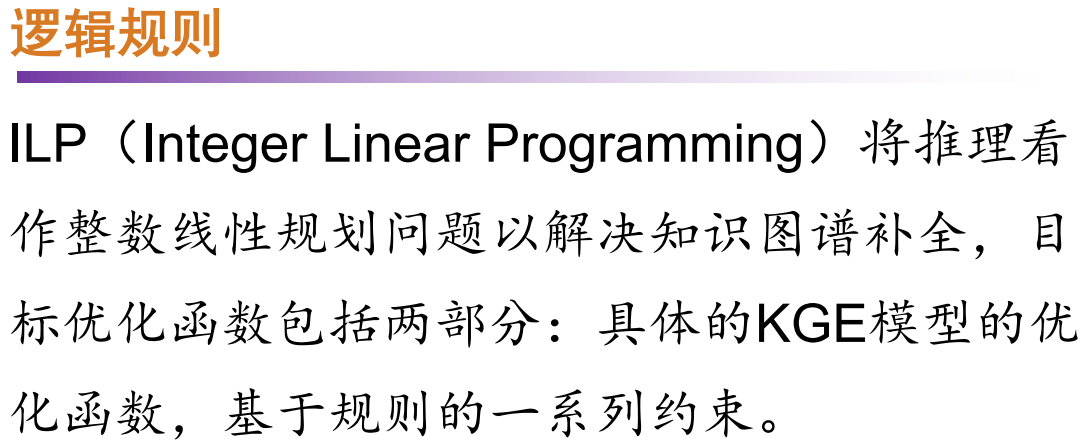 逻辑规则
ILP（Integer Linear Programming）将推理看
作整数线性规划问题以解决知识图谱补全，目
标优化函数包括两部分：具体的KGE模型的优
化函数，基于规则的一系列约束。